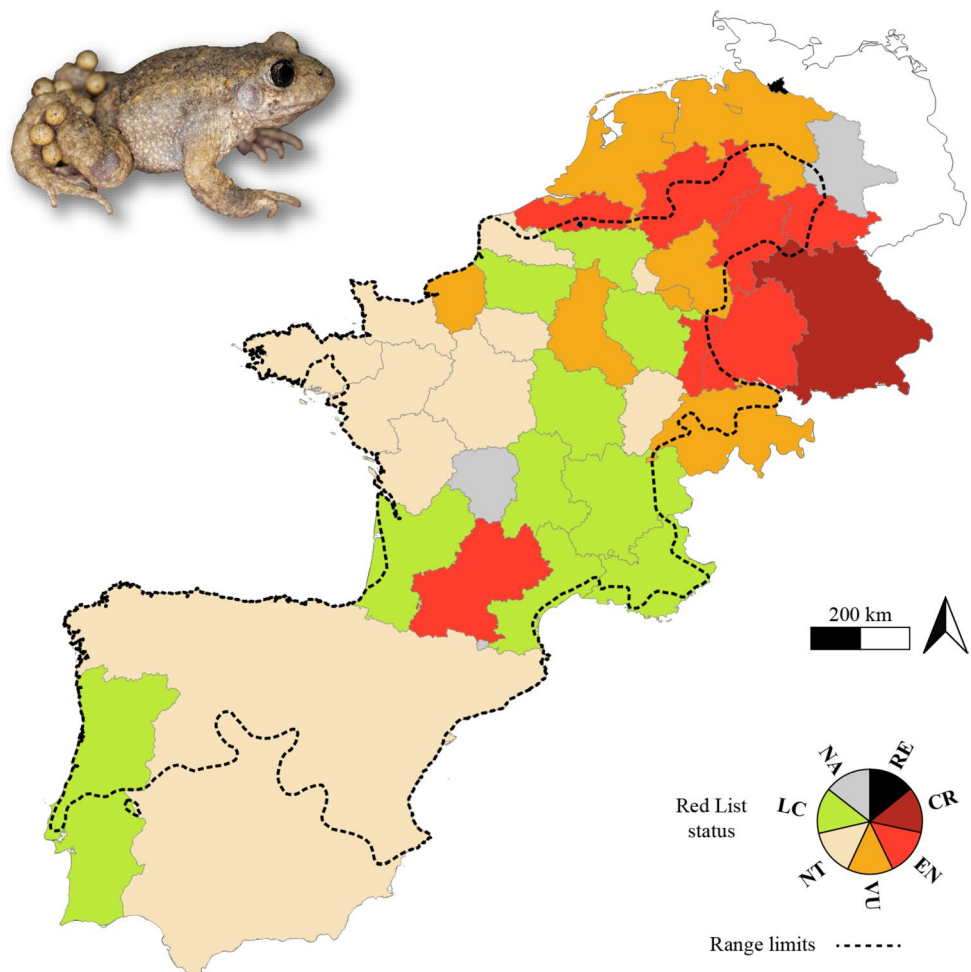 200 km
Red List
status
NA
RE
LC
CR
NT
EN
VU
Range limits